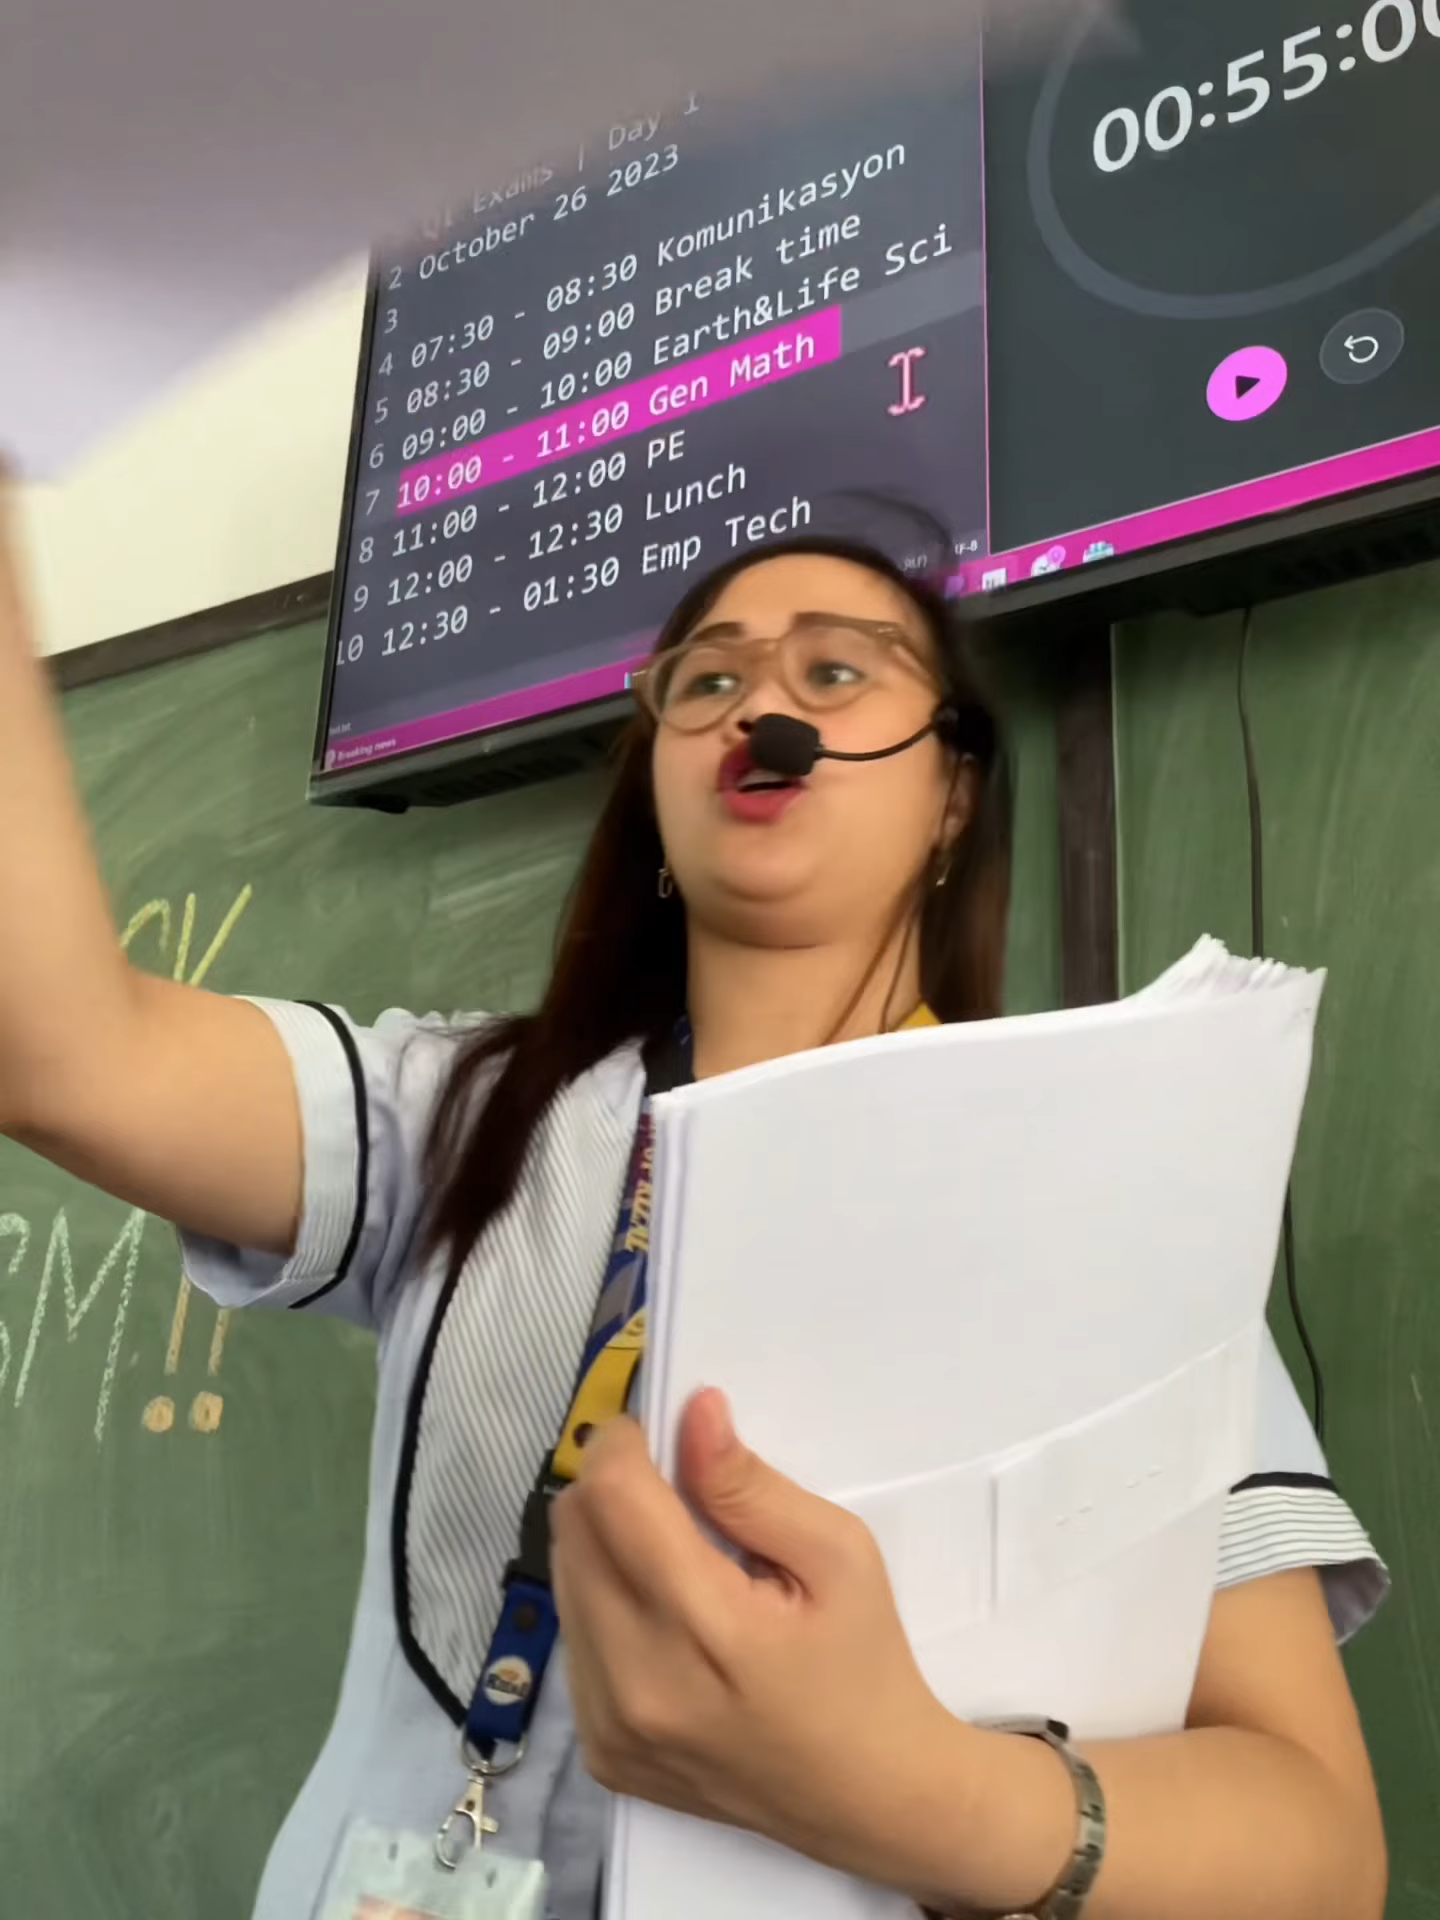 Q1 Exams | Day 1
2 October 26 2023
3
4 07:30 - 08:30 Komunikasyon
5 08:30 - 09:00 Break time
6 09:00 - 10:00 Earth&Life Sci
7 10:00 - 11:00 Gen Math
8 11:00 - 12:00 PE
9 12:00 - 12:30 Lunch
10 12:30 - 01:30 Emp Tech
00:55:00
Breaking news